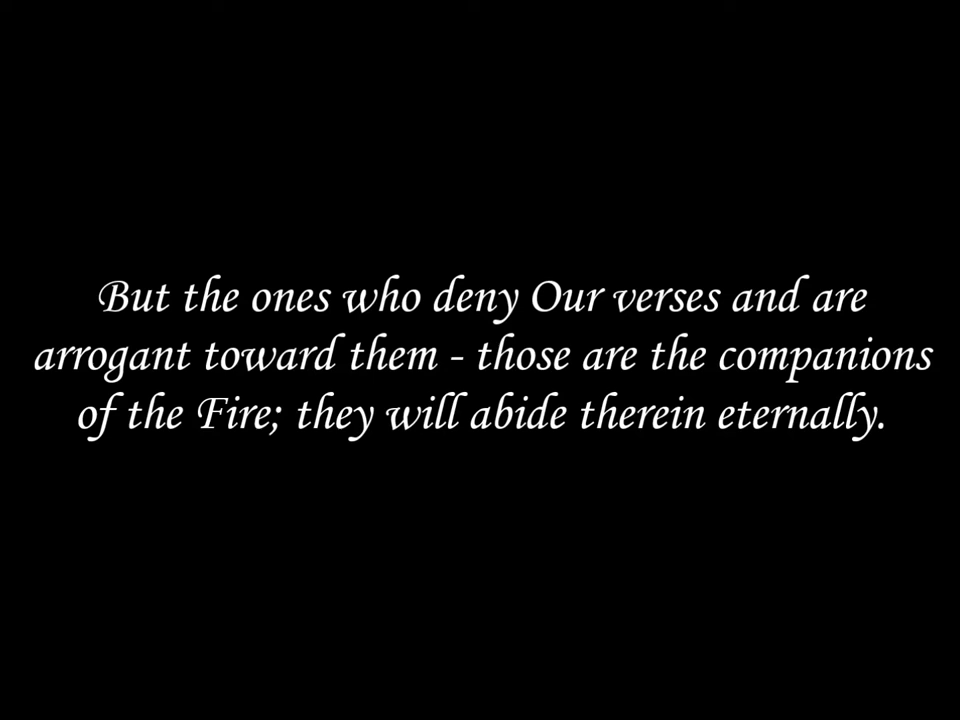 But the ones who deny Our verses and are
arrogant toward them - those are the companions
of the Fire; they will abide therein eternally.